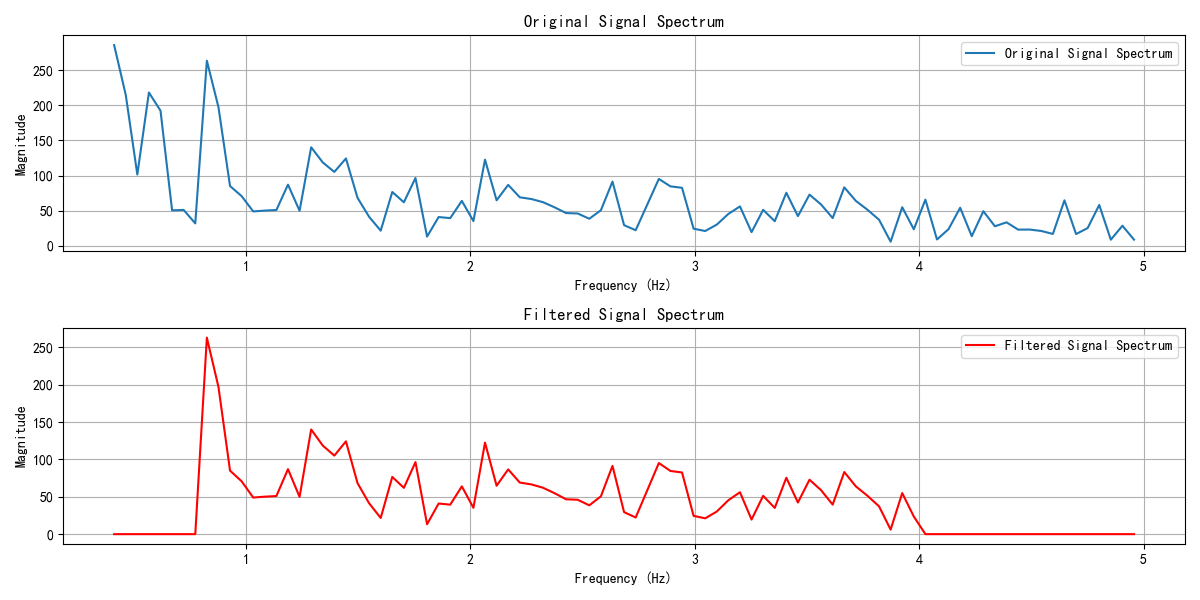 Original Signal Spectrum
Original Signal Spectrum
Magnitude
250
200
150
100
50
0
1 2 3 4 5
Frequency (Hz)
Filtered Signal Spectrum
Filtered Signal Spectrum
Magnitude
250
200
150
100
50
0
1 2 3 4 5
Frequency (Hz)